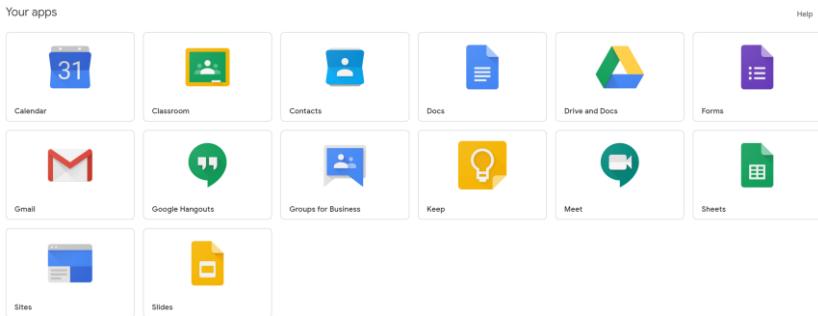 Your apps
Help
31
Calendar
Classroom
Contacts
Docs
Drive and Docs
Forms
Gmail
Google Hangouts
Groups for Business
Keep
Meet
Sheets
Sites
Slides